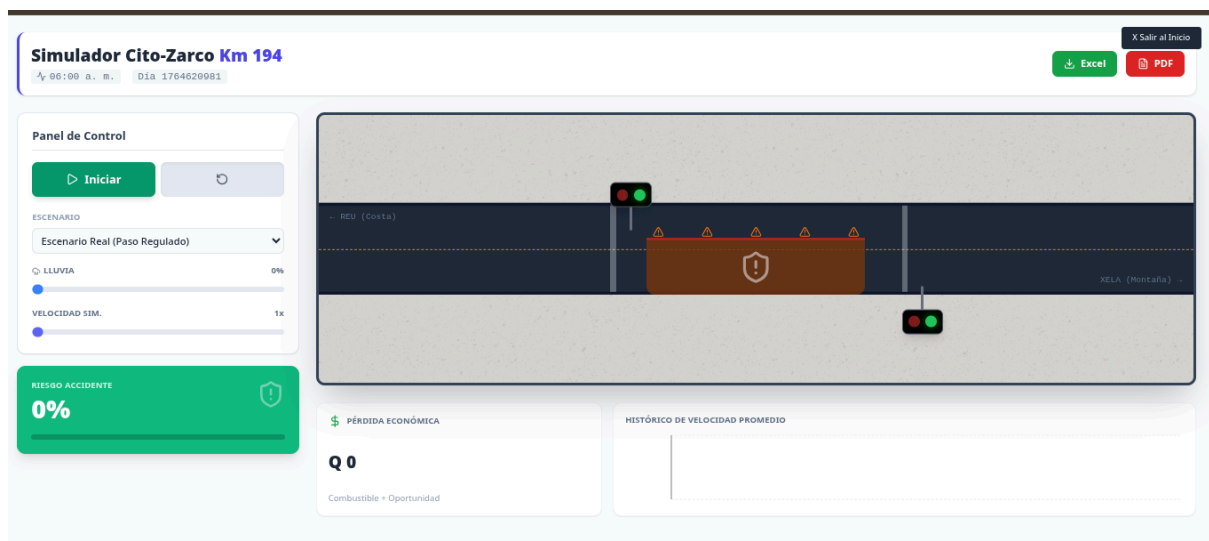 X Salir al Inicio
Simulador Cito-Zarco Km 194
06:00 a. m. Día 1764620981
Excel
PDF
Panel de Control
Iniciar
ESCENARIO
Escenario Real (Paso Regulado)
LLUVIA 0%
VELOCIDAD SIM. 1x
RIESGO ACCIDENTE
0%
← REU (Costa)
XELA (Montaña) →
$ PÉRDIDA ECONÓMICA
Q 0
Combustible + Oportunidad
HISTÓRICO DE VELOCIDAD PROMEDIO